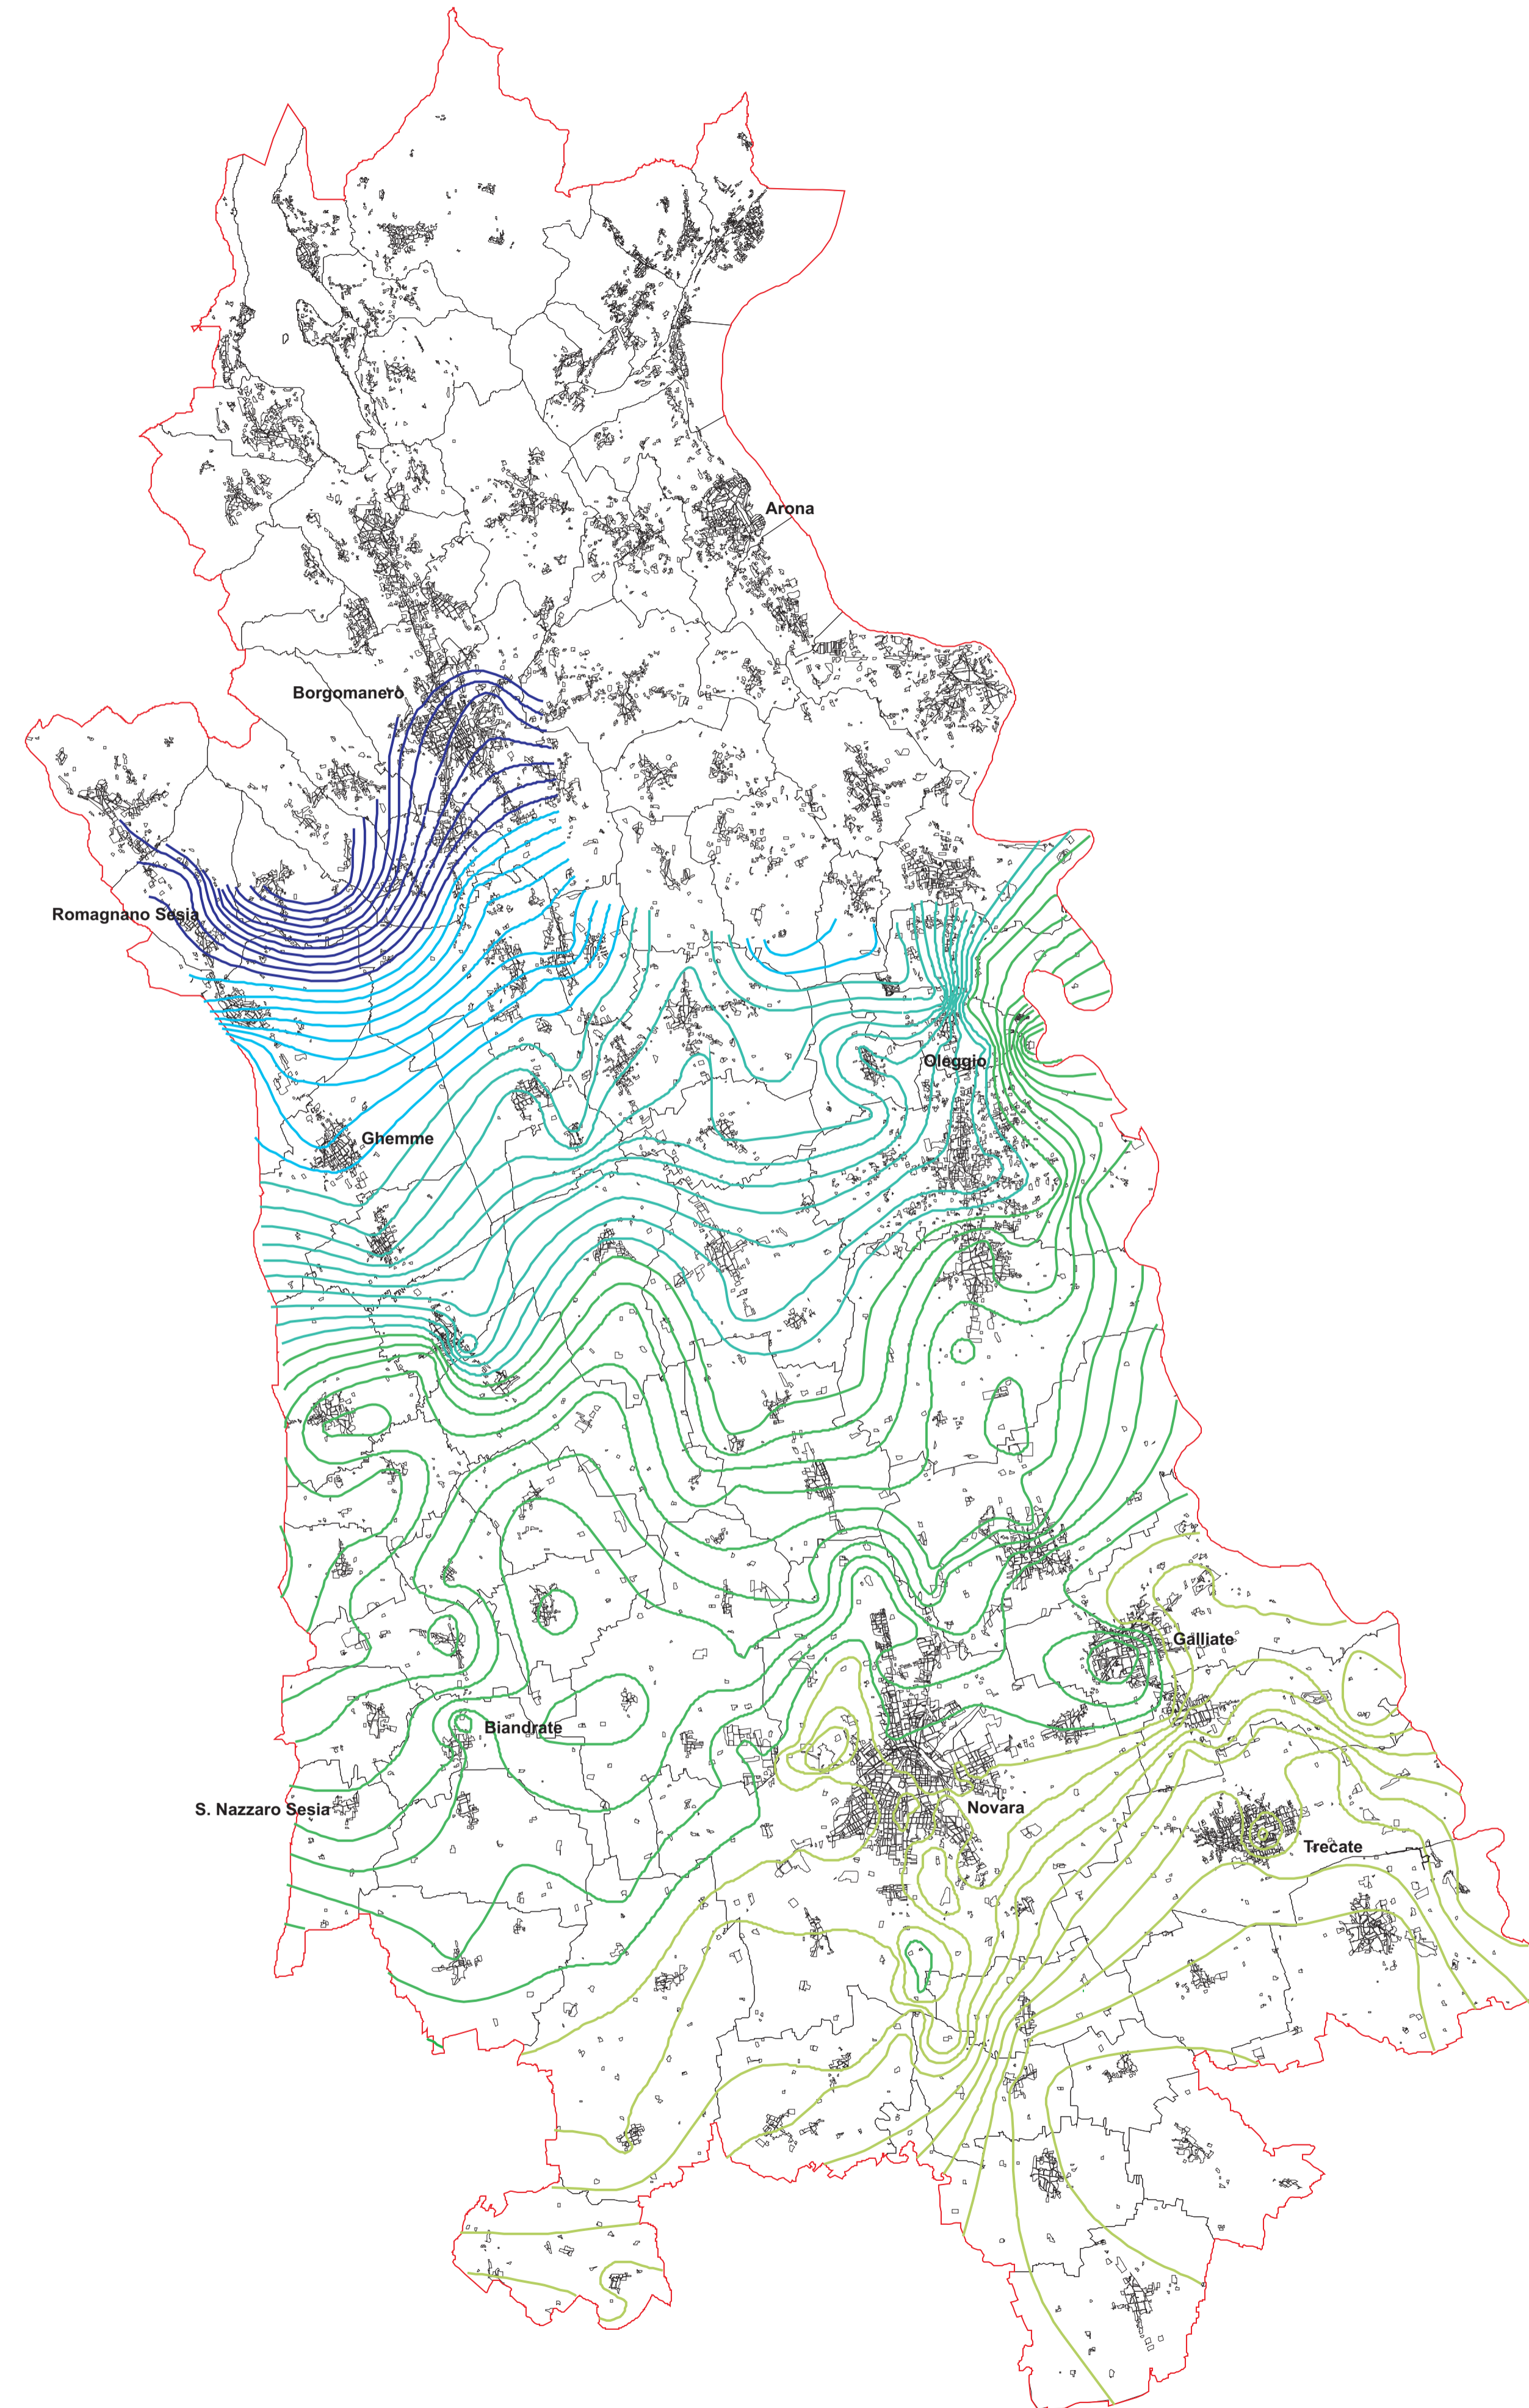 Arona
Borgomanero
Romagnano Sesia
Oleggio
Ghemme
Galliate
Biandrate
S. Nazzaro Sesia
Novara
Trecate